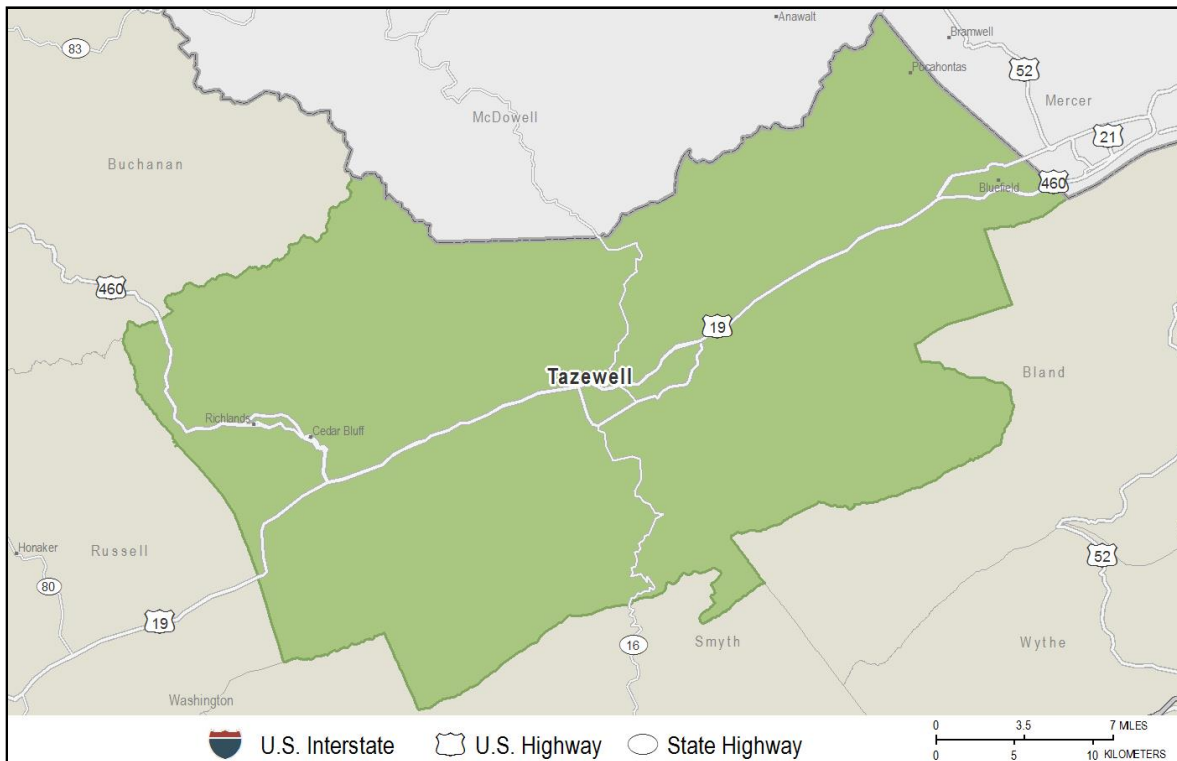 Anawalt
83
Bramwell
52
Pocahontas
Mercer
McDowell
21
Buchanan
460
Bluefield
460
19
Tazewell
Bland
Richlands
Cedar Bluff
Honaker
Russell
52
80
19
16
Smyth
Wythe
Washington
U.S. Interstate
U.S. Highway
State Highway
0 3.5 7 MILES
0 5 10 KILOMETERS